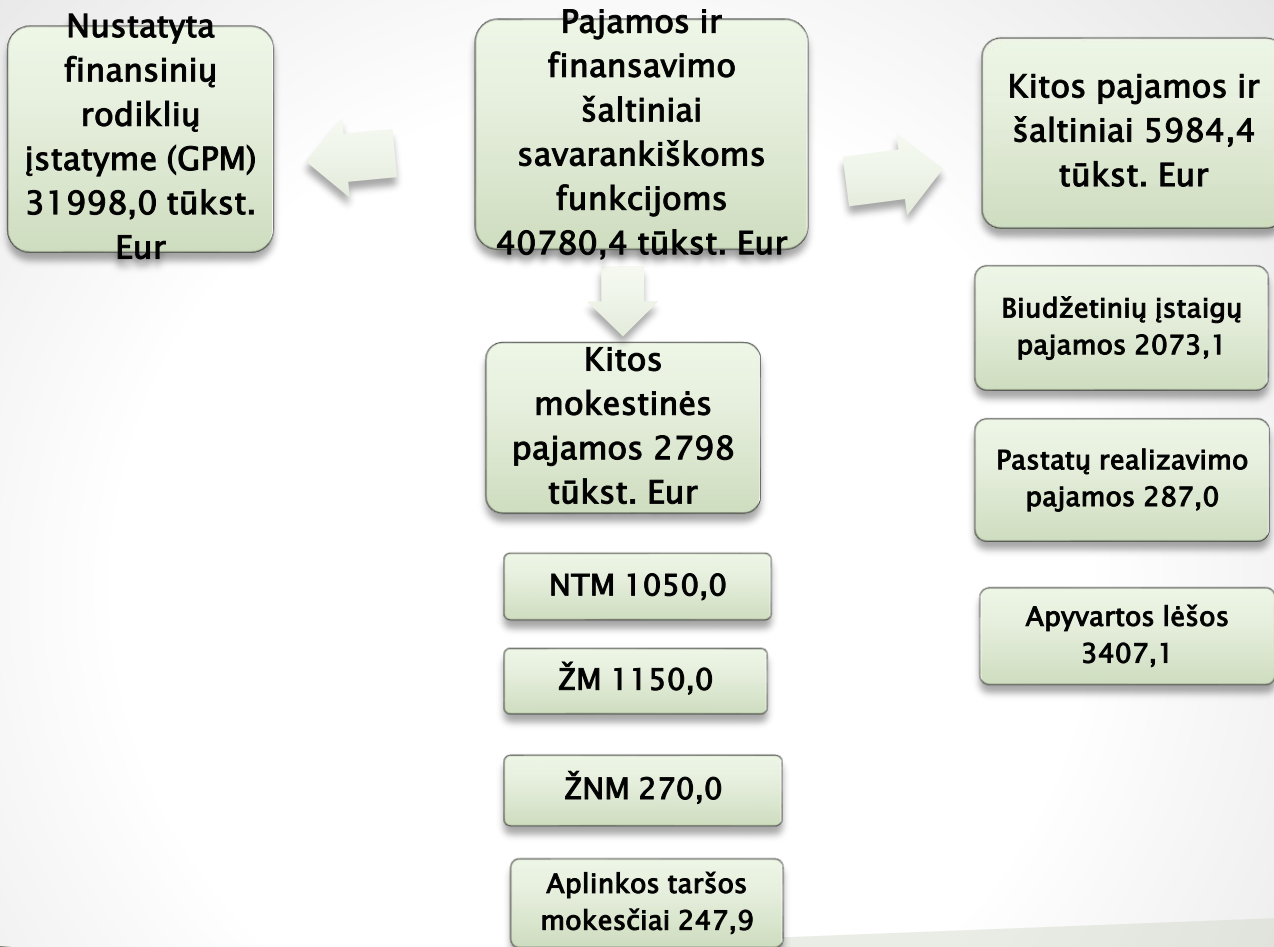 Nustatyta
finansinių
rodiklių
įstatyme (GPM)
31998,0 tūkst.
Eur
Pajamos ir
finansavimo
šaltiniai
savarankiškoms
funkcijoms
40780,4 tūkst. Eur
Kitos pajamos ir
šaltiniai 5984,4
tūkst. Eur
Biudžetinių įstaigų
pajamos 2073,1
Pastatų realizavimo
pajamos 287,0
Apyvartos lėšos
3407,1
Kitos
mokestinės
pajamos 2798
tūkst. Eur
NTM 1050,0
ŽM 1150,0
ŽNM 270,0
Aplinkos taršos
mokesčiai 247,9